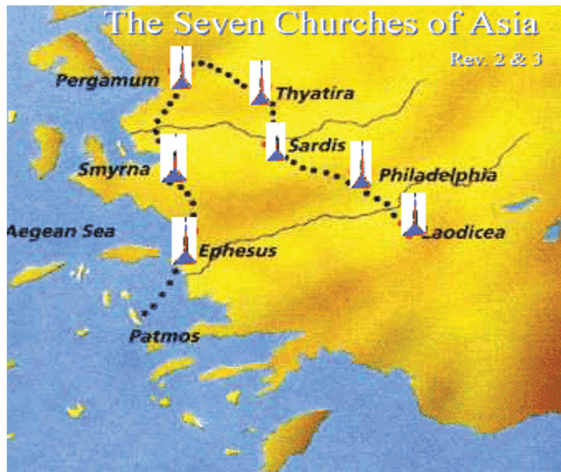 The Seven Churches of Asia
Rev. 2 & 3
Pergamum
Thyatira
Sardis
Smyrna
Philadelphia
Laodicea
Aegean Sea
Ephesus
Patmos